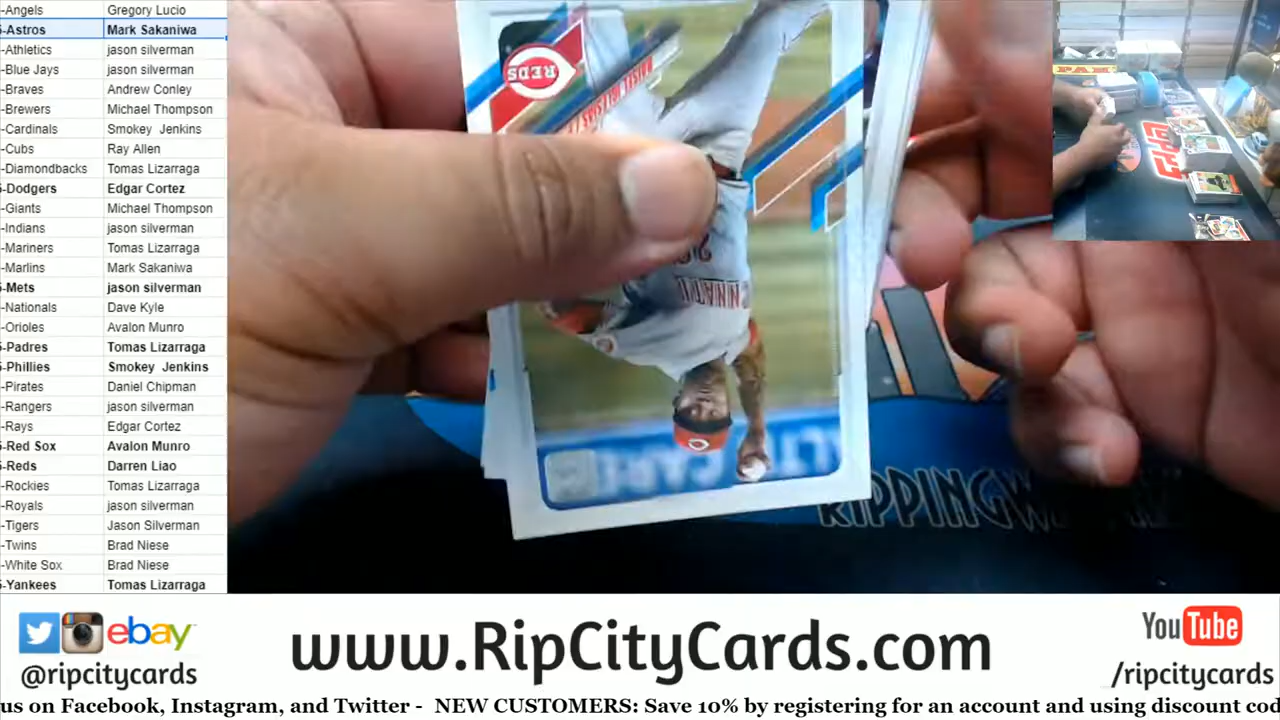 -Angels Gregory Lucio
-Astros Mark Sakaniwa
-Athletics jason silverman
-Blue Jays jason silverman
-Braves Andrew Conley
-Brewers Michael Thompson
-Cardinals Smokey Jenkins
-Cubs Ray Allen
-Diamondbacks Tomas Lizarraga
-Dodgers Edgar Cortez
-Giants Michael Thompson
-Indians jason silverman
-Mariners Tomas Lizarraga
-Marlins Mark Sakaniwa
-Mets jason silverman
-Nationals Dave Kyle
-Orioles Avalon Munro
-Padres Tomas Lizarraga
-Phillies Smokey Jenkins
-Pirates Daniel Chipman
-Rangers jason silverman
-Rays Edgar Cortez
-Red Sox Avalon Munro
-Reds Darren Liao
-Rockies Tomas Lizarraga
-Royals jason silverman
-Tigers Jason Silverman
-Twins Brad Niese
-White Sox Brad Niese
-Yankees Tomas Lizarraga
REDS
RIPPINGW
ebay
@ripcitycards
www.RipCityCards.com
YouTube
/ripcitycards
us on Facebook, Instagram, and Twitter - NEW CUSTOMERS: Save 10% by registering for an account and using discount cod